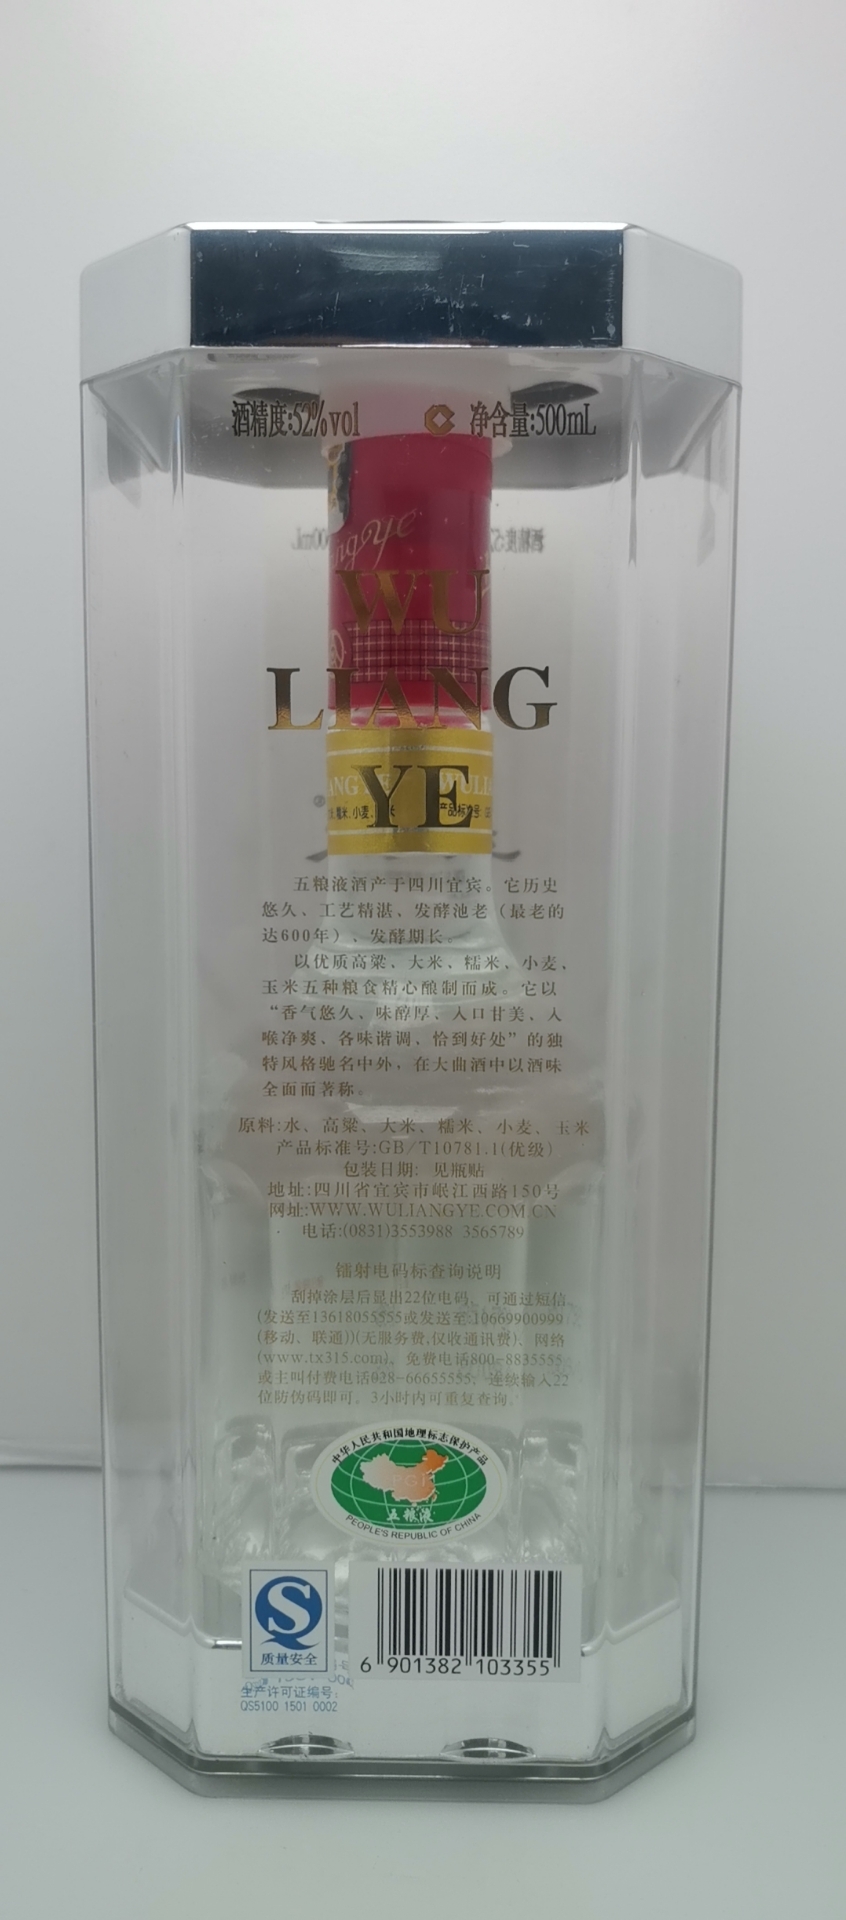 酒精度:52%vol 净含量:500mL
ngye
WU
LIANG
YE
五粮液酒产于四川宜宾。它历史
悠久、工艺精湛、发酵池老（最老的
达600年）、发酵期长。
以优质高粱、大米、糯米、小麦、
玉米五种粮食精心酿制而成。它以
“香气悠久、味醇厚、入口甘美、入
喉净爽、各味谐调、恰到好处”的独
特风格驰名中外，在大曲酒中以酒味
全面而著称。
原料:水、高粱、大米、糯米、小麦、玉米
产品标准号:GB/T10781.1(优级)
包装日期: 见瓶贴
地址:四川省宜宾市岷江西路150号
网址:WWW.WULIANGYE.COM.CN
电话:(0831)3553988 3565789
镭射电码标查询说明
刮掉涂层后显出22位电码，可通过短信
(发送至13618055555或发送至:10669900999
(移动、联通))(无服务费,仅收通讯费)、网络
(www.tx315.com)、免费电话800-8835555
或主叫付费电话028-66655555，连续输入22
位防伪码即可。3小时内可重复查询。
中华人民共和国地理标志保护产品
PGI
五粮液
PEOPLE'S REPUBLIC OF CHINA
质量安全
6 901382 103355
生产许可证编号:
QS5100 1501 0002